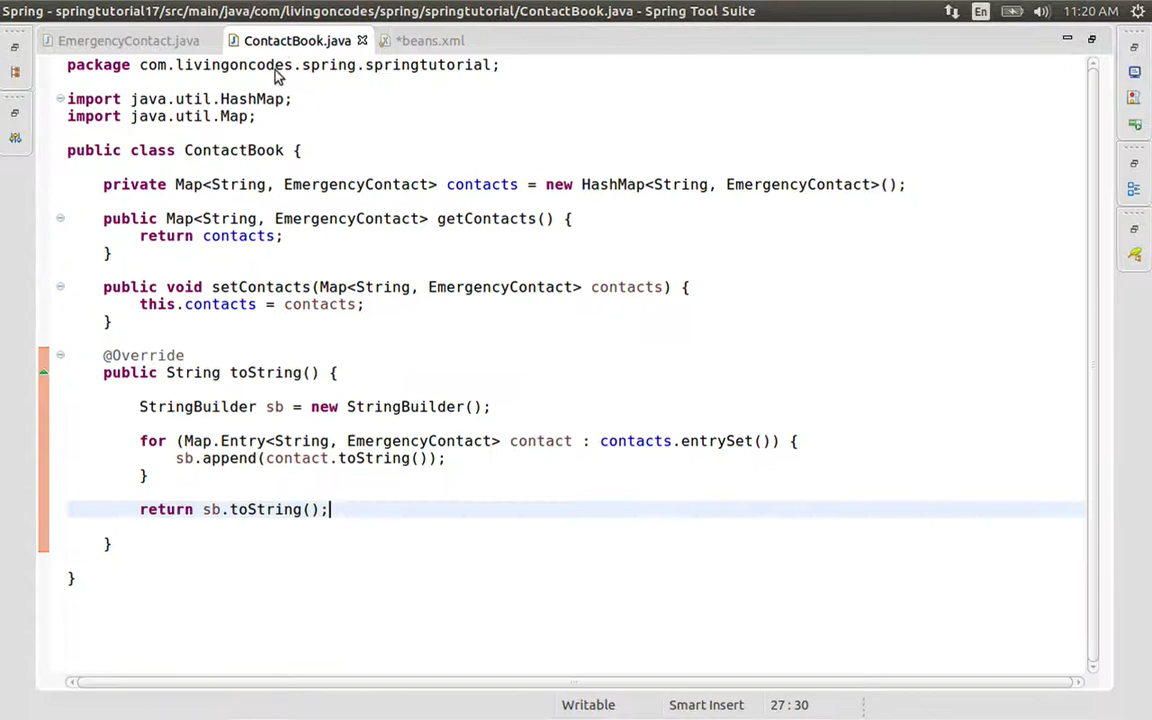 Spring - springtutorial17/src/main/java/com/livingoncodes/spring/springtutorial/ContactBook.java - Spring Tool Suite
En
11:20 AM
EmergencyContact.java
ContactBook.java
*beans.xml
package com.livingoncodes.spring.springtutorial;
import java.util.HashMap;
import java.util.Map;
public class ContactBook {
private Map<String, EmergencyContact> contacts = new HashMap<String, EmergencyContact>();
public Map<String, EmergencyContact> getContacts() {
return contacts;
}
public void setContacts(Map<String, EmergencyContact> contacts) {
this.contacts = contacts;
}
@Override
public String toString() {
StringBuilder sb = new StringBuilder();
for (Map.Entry<String, EmergencyContact> contact : contacts.entrySet()) {
sb.append(contact.toString());
}
return sb.toString();
}
}
Writable
Smart Insert
27 : 30